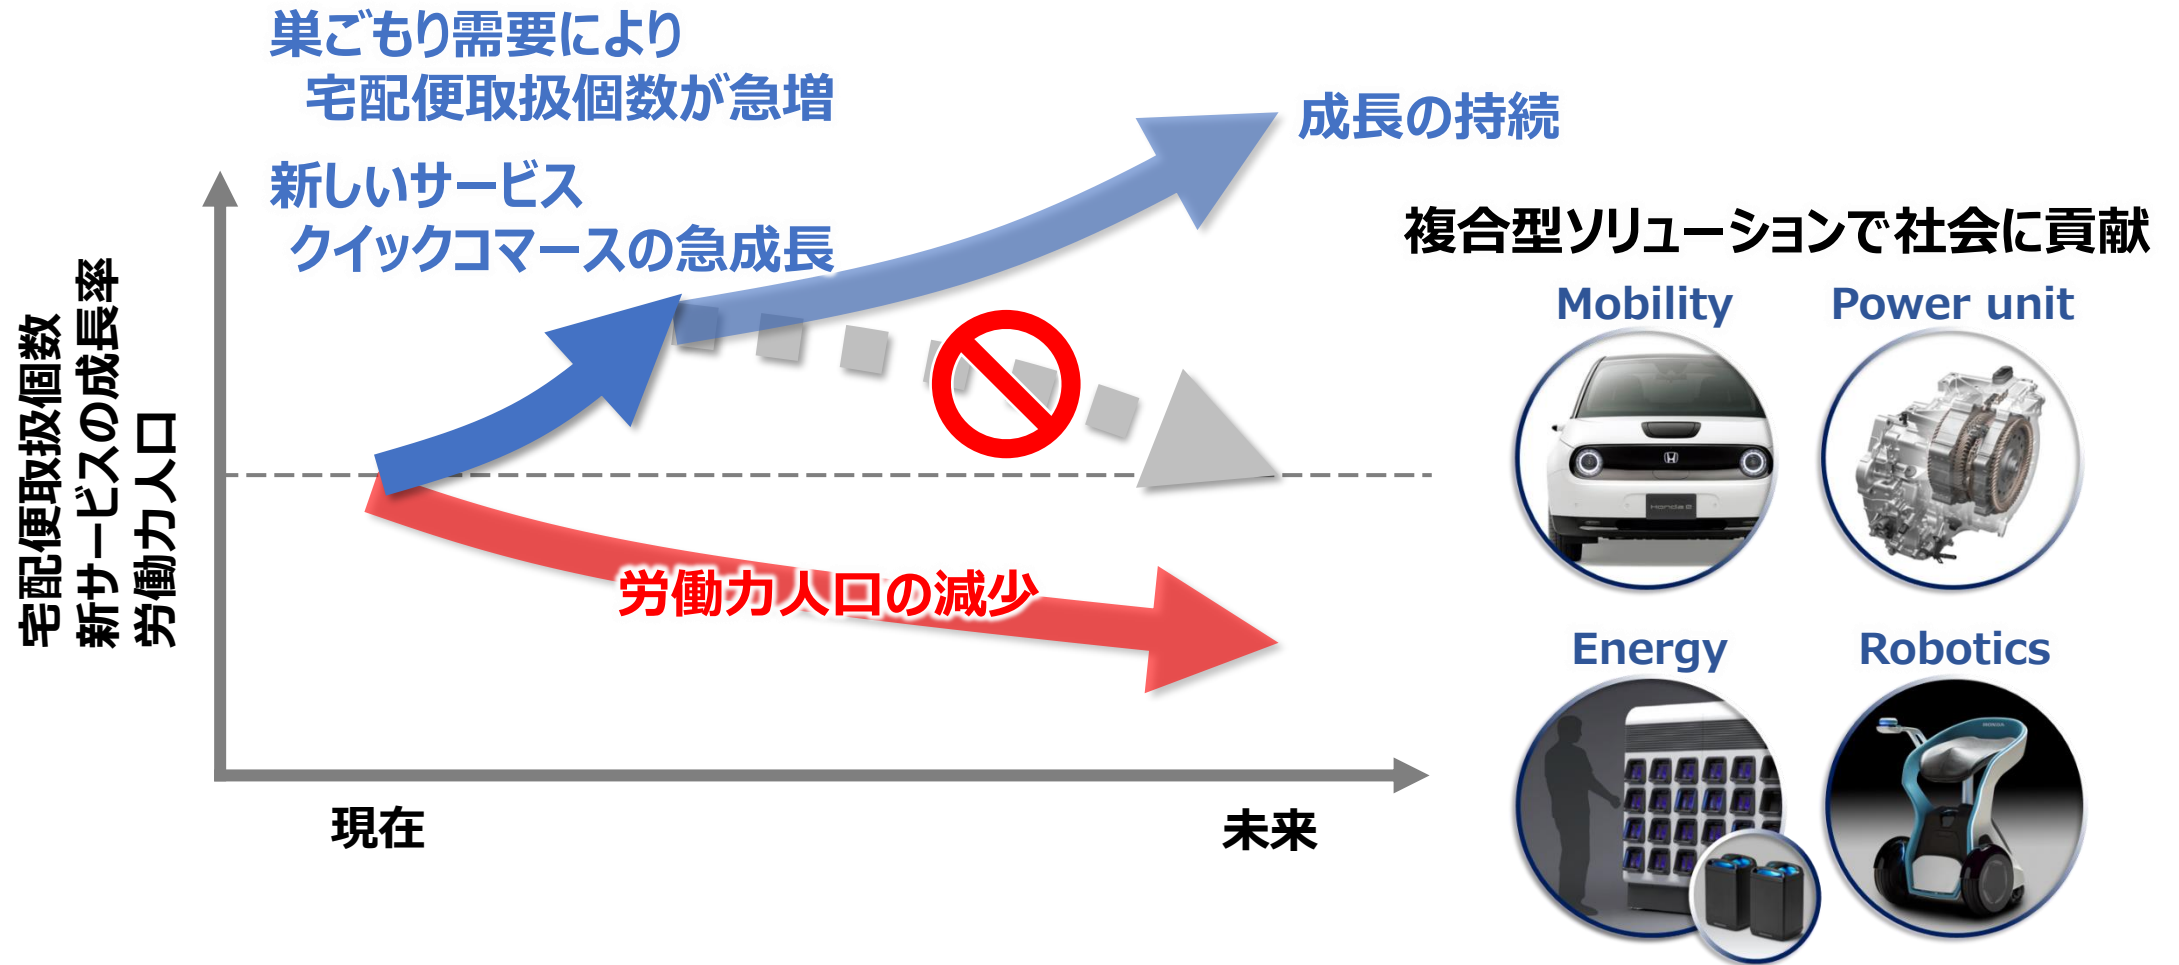 巣ごもり需要により
宅配便取扱個数が急増
新しいサービス
クイックコマースの急成長
成長の持続
宅配便取扱個数
新サービスの成長率
労働力人口
労働力人口の減少
現在
未来
複合型ソリューションで社会に貢献
Mobility
Power unit
Honda e
Energy
Robotics
HONDA